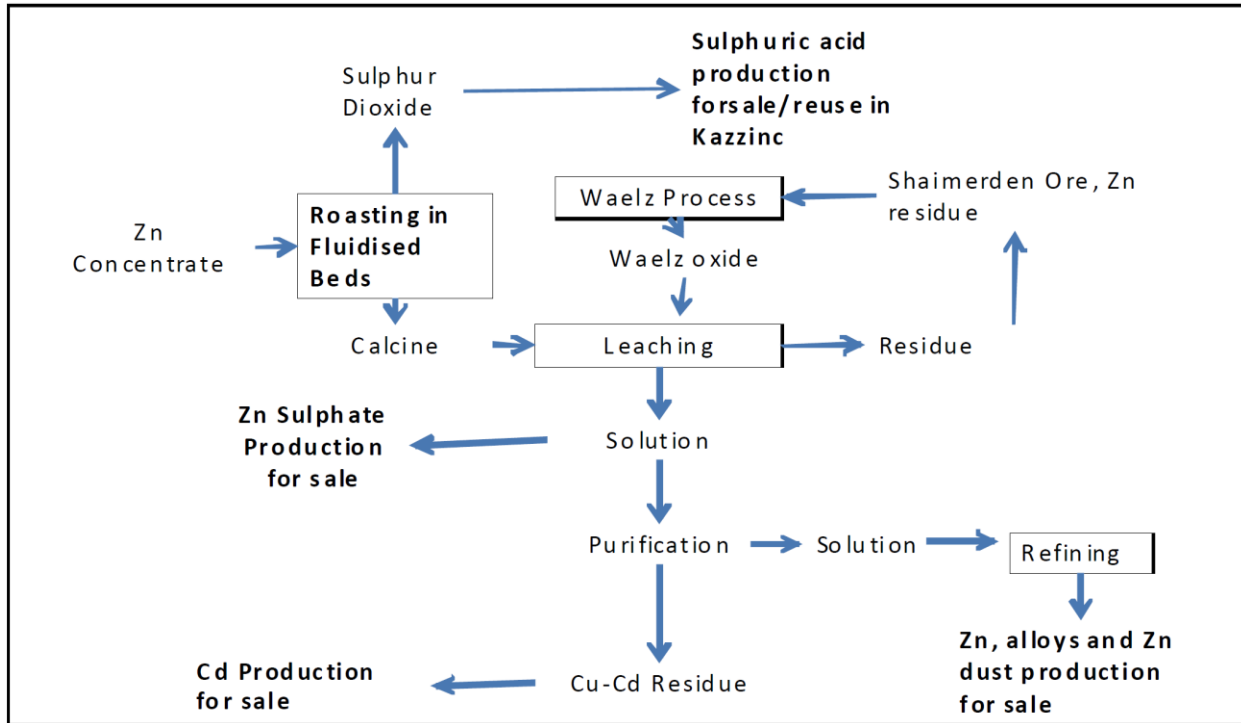 Sulphur
Dioxide
Sulphuric acid
production
forsale/reuse in
Kazzinc
Waelz Process
Shaimerden Ore, Zn
residue
Roasting in
Fluidised
Beds
Zn
Concentrate
Waelz oxide
Calcine
Leaching
Residue
Zn Sulphate
Production
for sale
Solution
Purification
Solution
Refining
Cd Production
for sale
Cu-Cd Residue
Zn, alloys and Zn
dust production
for sale